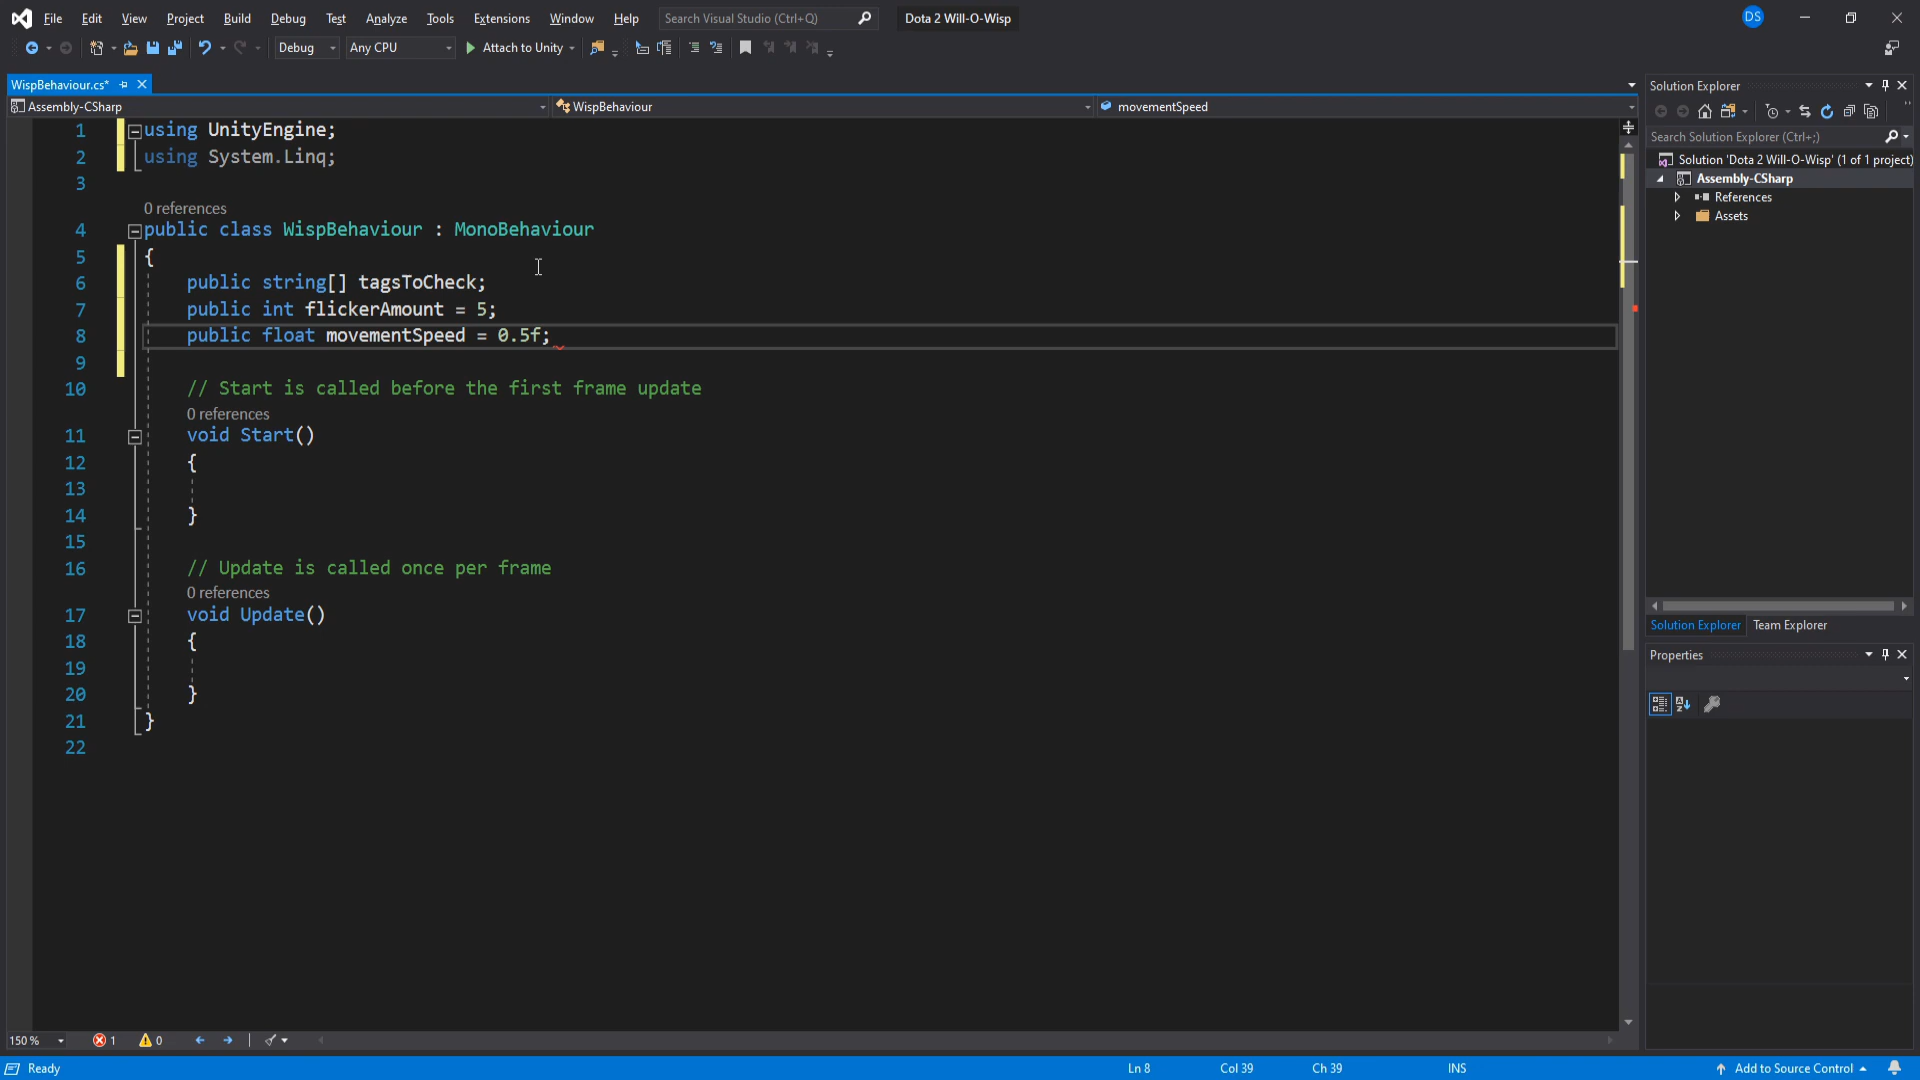 File Edit View Project Build Debug Test Analyze Tools Extensions Window Help Search Visual Studio (Ctrl+Q) Dota 2 Will-O-Wisp DS
Debug Any CPU Attach to Unity
WispBehaviour.cs*
Assembly-CSharp WispBehaviour movementSpeed
1 using UnityEngine;
2 using System.Linq;
3
0 references
4 public class WispBehaviour : MonoBehaviour
5 {
6 public string[] tagsToCheck;
7 public int flickerAmount = 5;
8 public float movementSpeed = 0.5f;
9
10 // Start is called before the first frame update
0 references
11 void Start()
12 {
13
14 }
15
16 // Update is called once per frame
0 references
17 void Update()
18 {
19
20 }
21 }
22
150 % 1 0
Ready Ln 8 Col 39 Ch 39 INS Add to Source Control
Solution Explorer
Search Solution Explorer (Ctrl+;)
Solution 'Dota 2 Will-O-Wisp' (1 of 1 project)
Assembly-CSharp
References
Assets
Solution Explorer Team Explorer
Properties